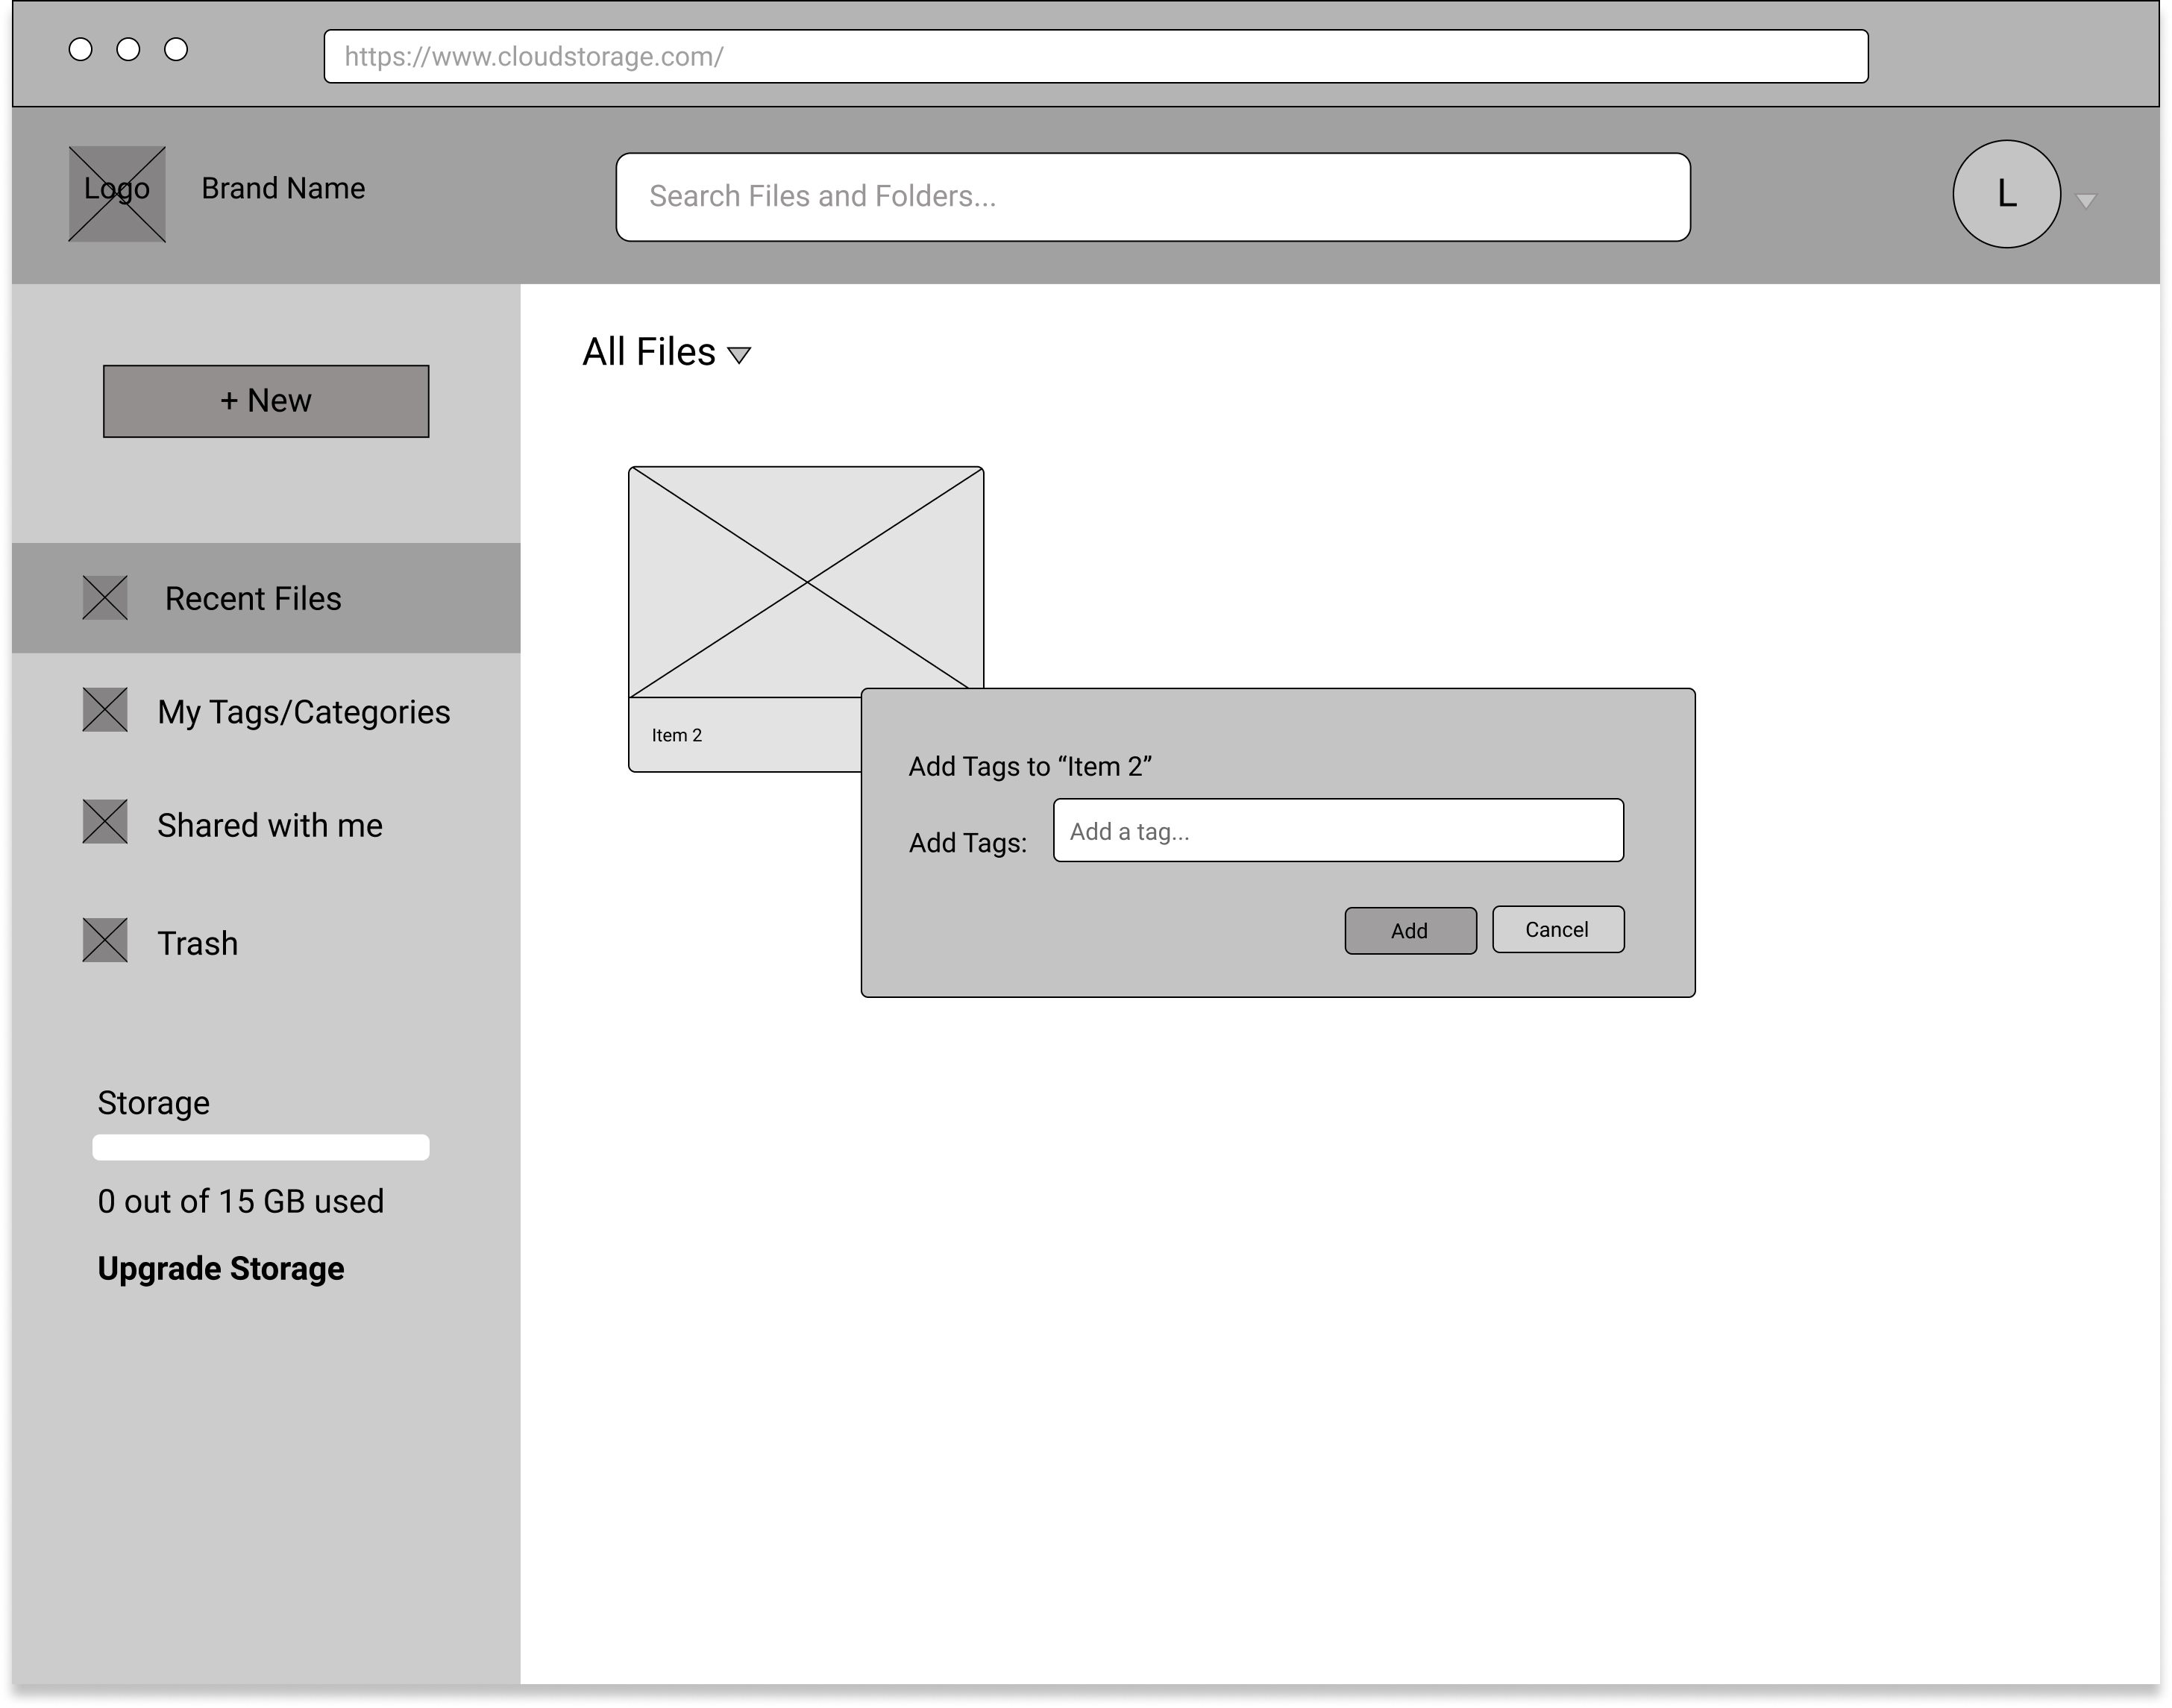 https://www.cloudstorage.com/
Logo
Brand Name
Search Files and Folders...
L
+ New
Recent Files
My Tags/Categories
Shared with me
Trash
Storage
0 out of 15 GB used
Upgrade Storage
All Files
Item 2
Add Tags to “Item 2”
Add Tags:
Add a tag...
Add
Cancel